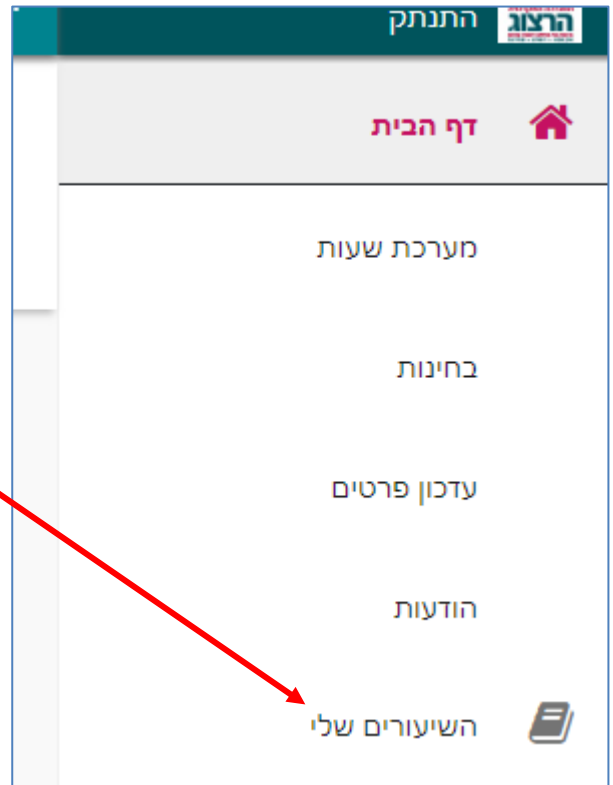 התנתק
הרצוג
דף הבית
מערכת שעות
בחינות
עדכון פרטים
הודעות
השיעורים שלי